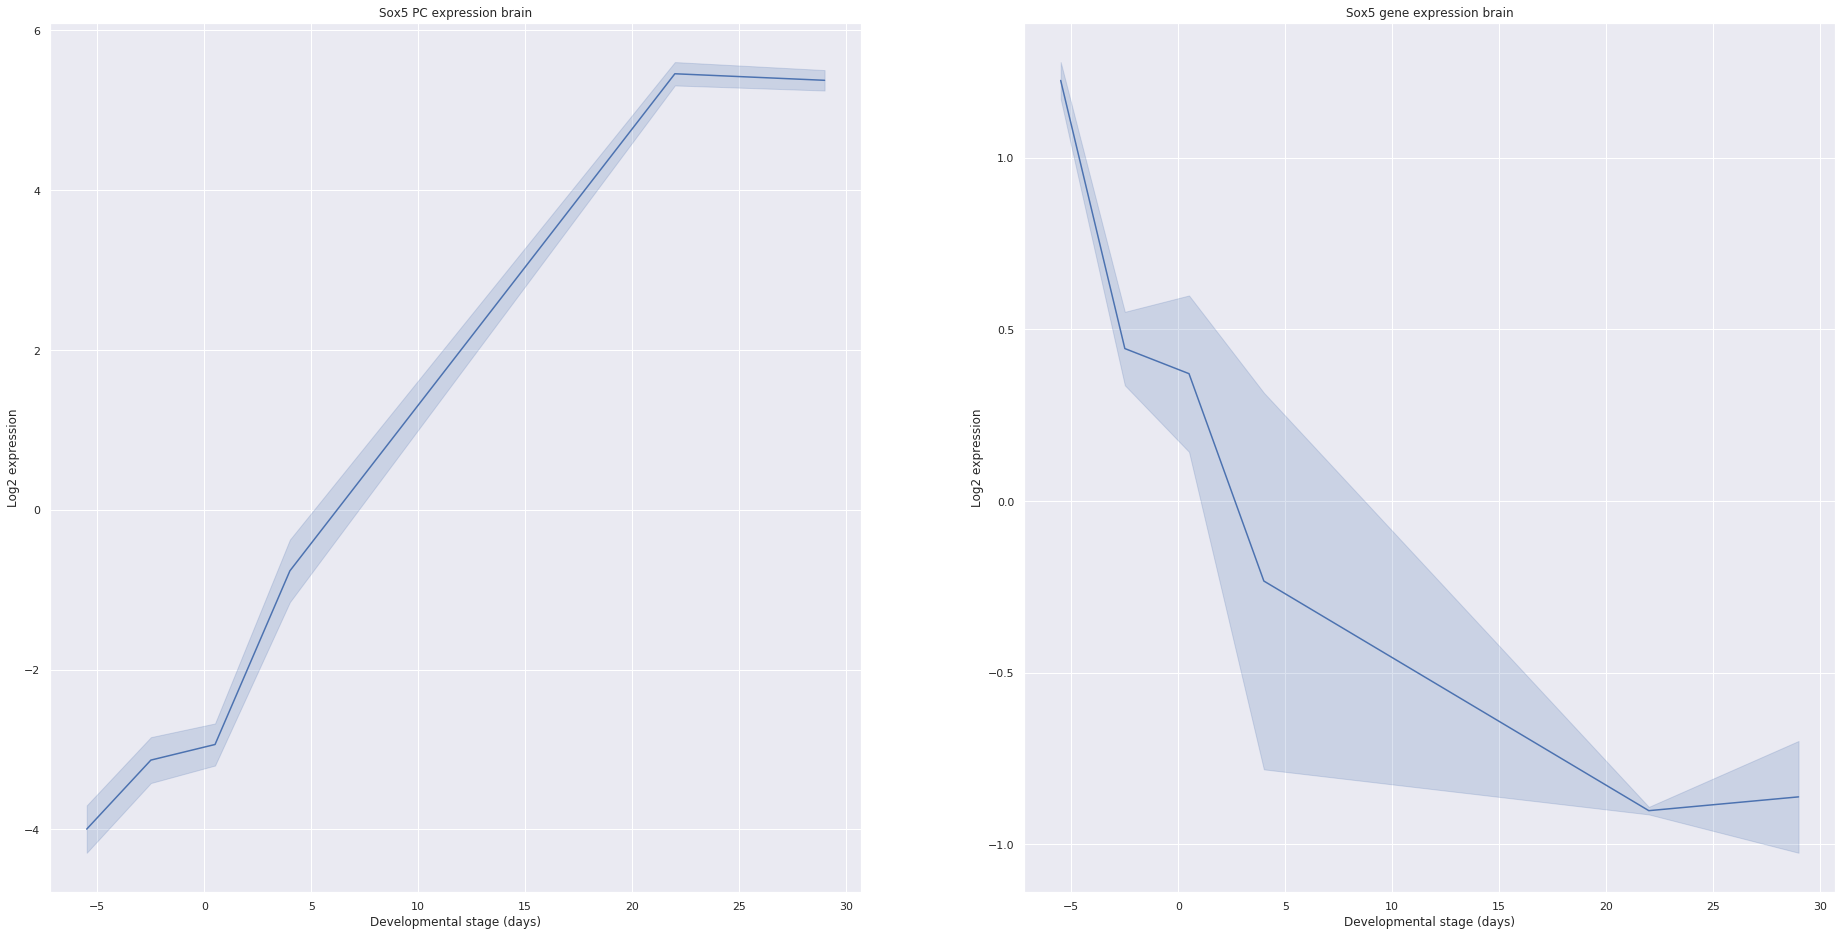 Sox5 PC expression brain
6
4
2
0
−2
−4
Log2 expression
−5 0 5 10 15 20 25 30
Developmental stage (days)
Sox5 gene expression brain
1.0
0.5
0.0
−0.5
−1.0
Log2 expression
−5 0 5 10 15 20 25 30
Developmental stage (days)